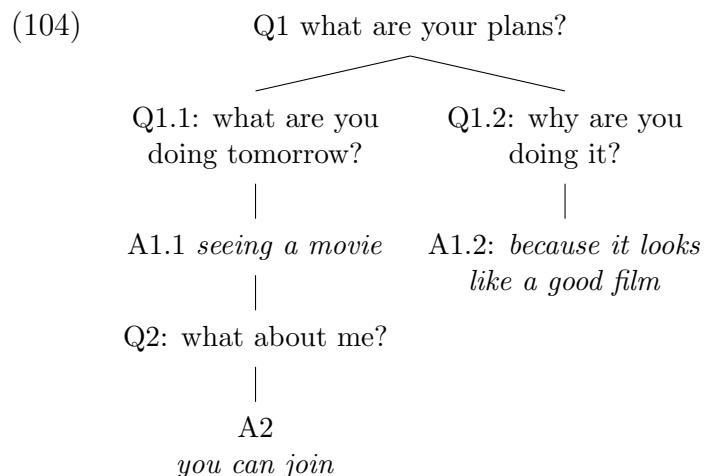 (104) Q1 what are your plans?
Q1.1: what are you
doing tomorrow?
Q1.2: why are you
doing it?
A1.1 seeing a movie
A1.2: because it looks
like a good film
Q2: what about me?
A2
you can join